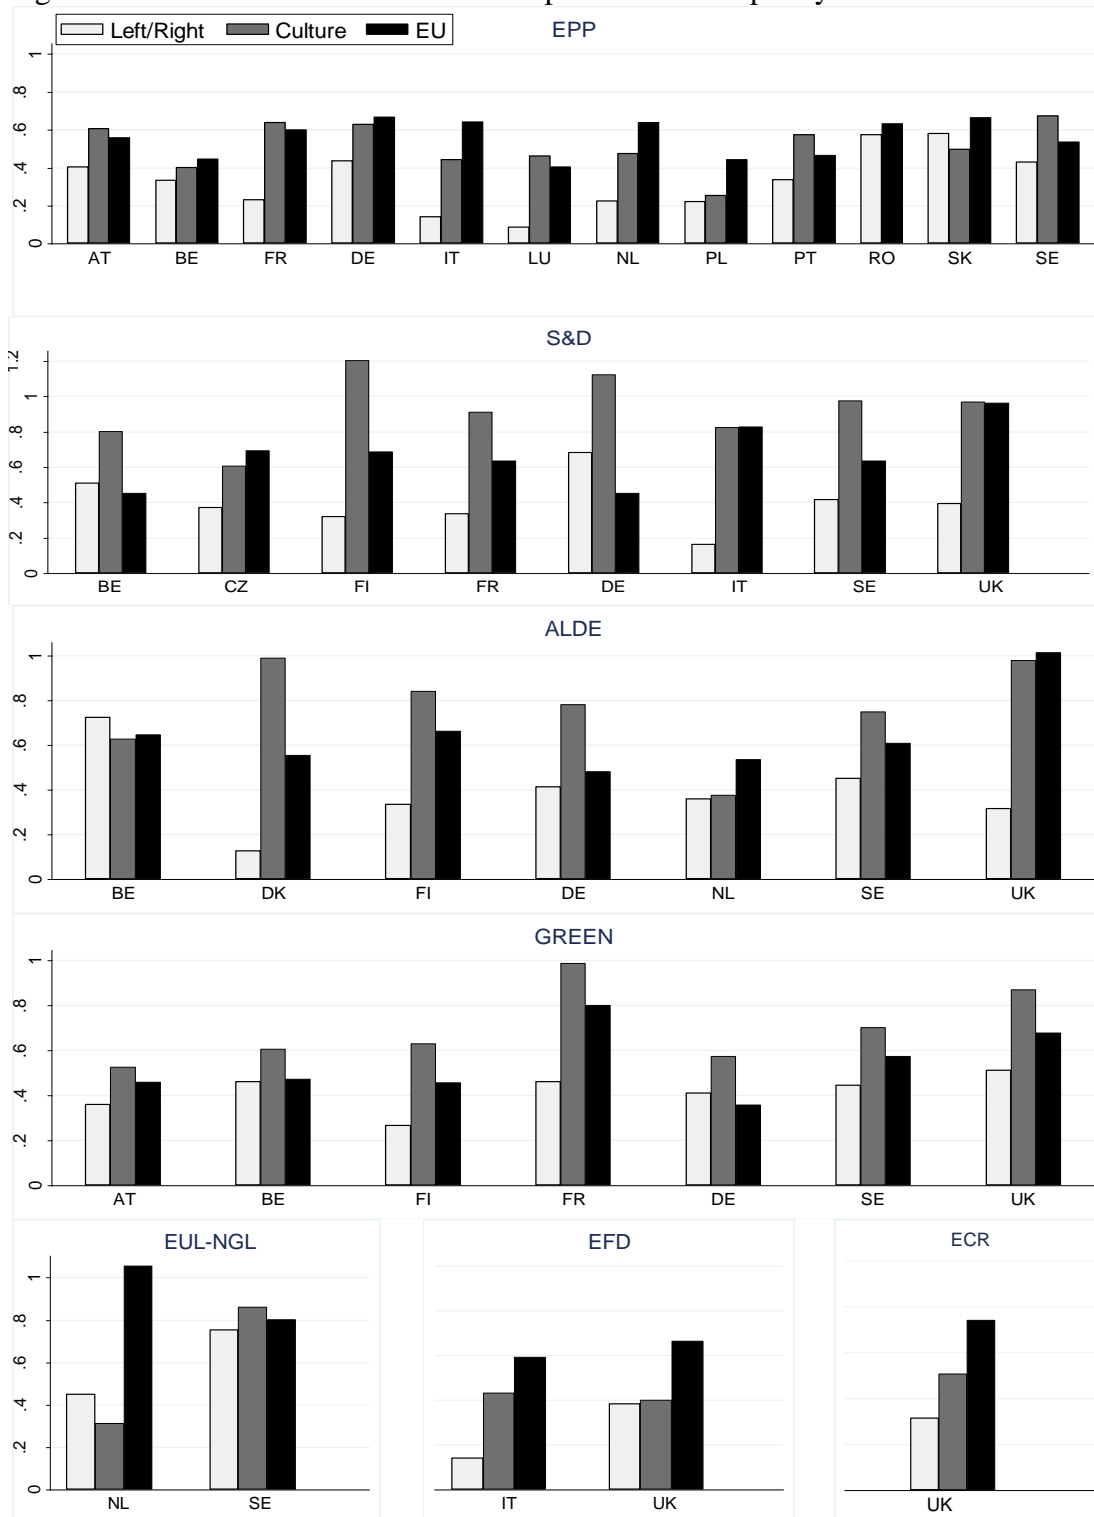 Left/Right Culture EU
EPP
1
.8
.6
.4
.2
0
AT BE FR DE IT LU NL PL PT RO SK SE
S&D
1.2
1
.8
.6
.4
.2
0
BE CZ FI FR DE IT SE UK
ALDE
1
.8
.6
.4
.2
0
BE DK FI DE NL SE UK
GREEN
1
.8
.6
.4
.2
0
AT BE FI FR DE SE UK
EUL-NGL
1
.8
.6
.4
.2
0
NL SE
EFD
IT UK
ECR
UK